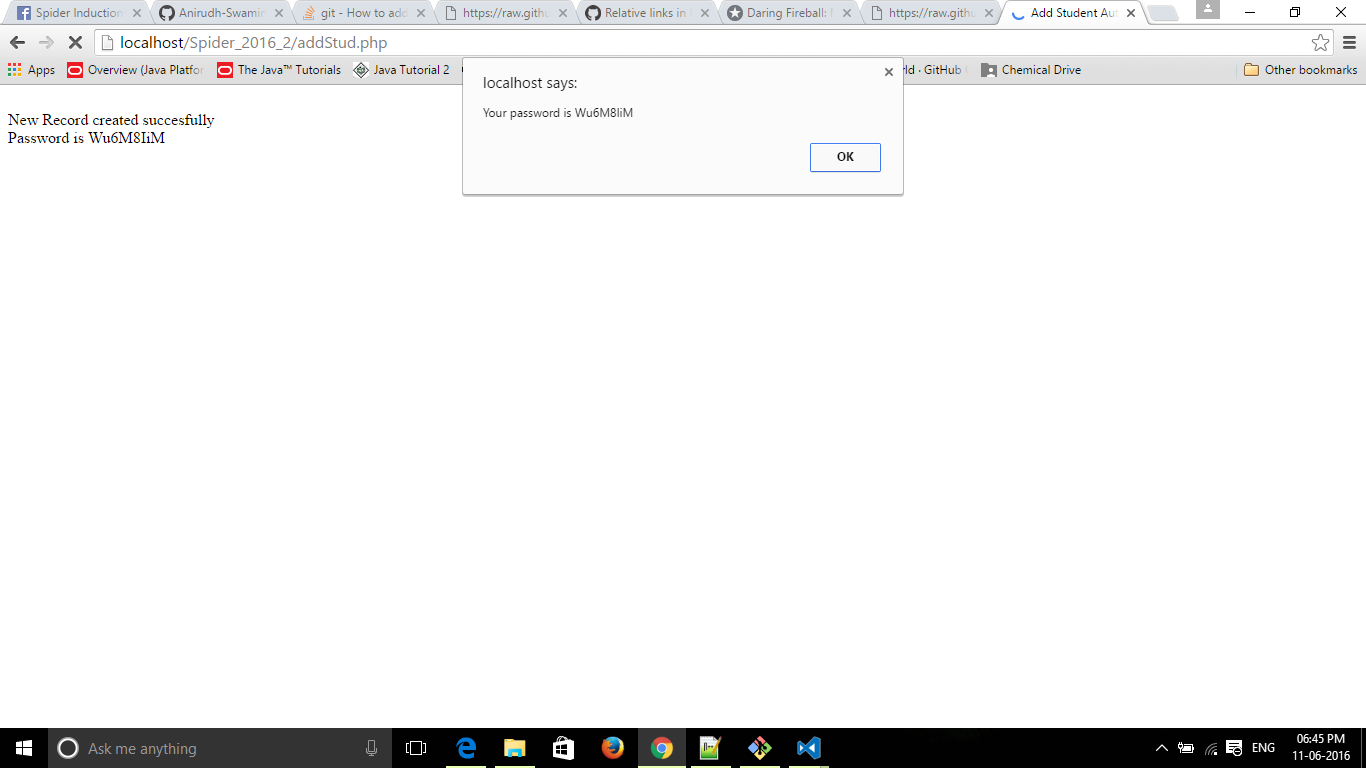 Spider Induction
Anirudh-Swamin
git - How to add
https://raw.githu
Relative links in
Daring Fireball:
https://raw.githu
Add Student Aut
localhost/Spider_2016_2/addStud.php
Apps
Overview (Java Platfor
The Java™ Tutorials
Java Tutorial 2
rld · GitHub
Chemical Drive
Other bookmarks
localhost says:
Your password is Wu6M8IiM
OK
New Record created succesfully
Password is Wu6M8IiM
Ask me anything
ENG
06:45 PM
11-06-2016